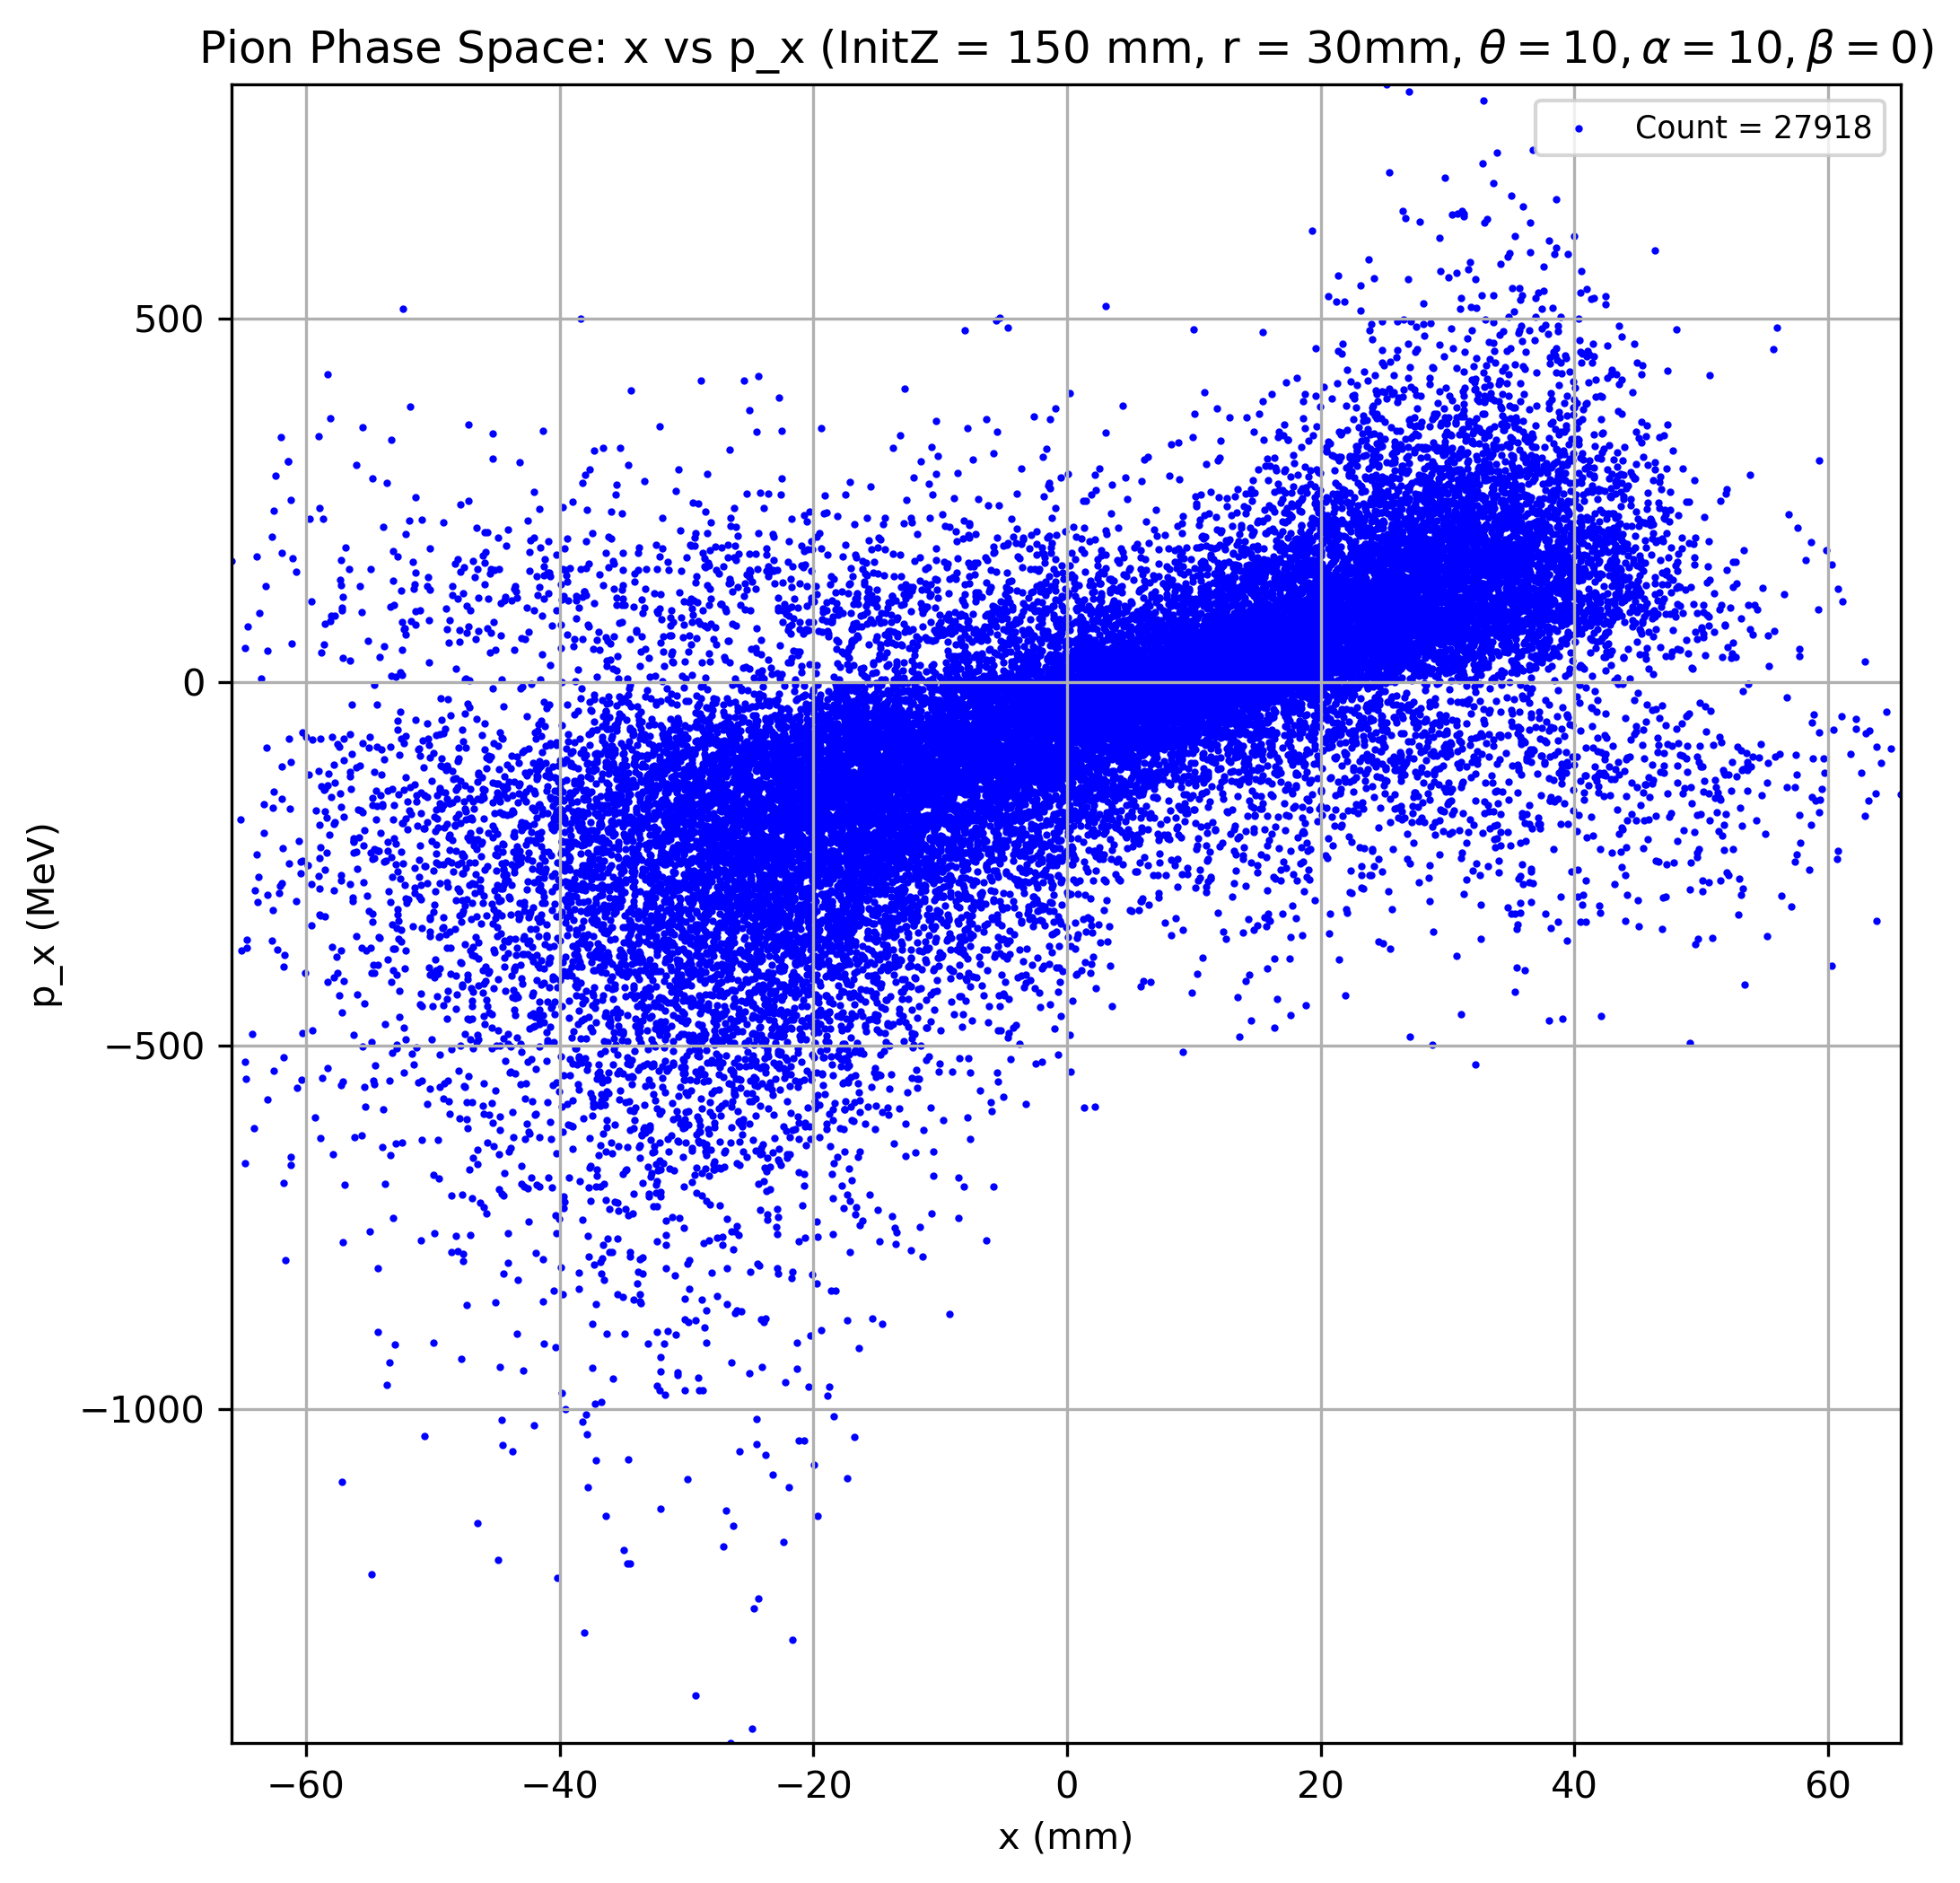 Pion Phase Space: x vs p_x (InitZ = 150 mm, r = 30mm, θ = 10, α = 10, β = 0)
Count = 27918
500
0
−500
−1000
p_x (MeV)
−60 −40 −20 0 20 40 60
x (mm)